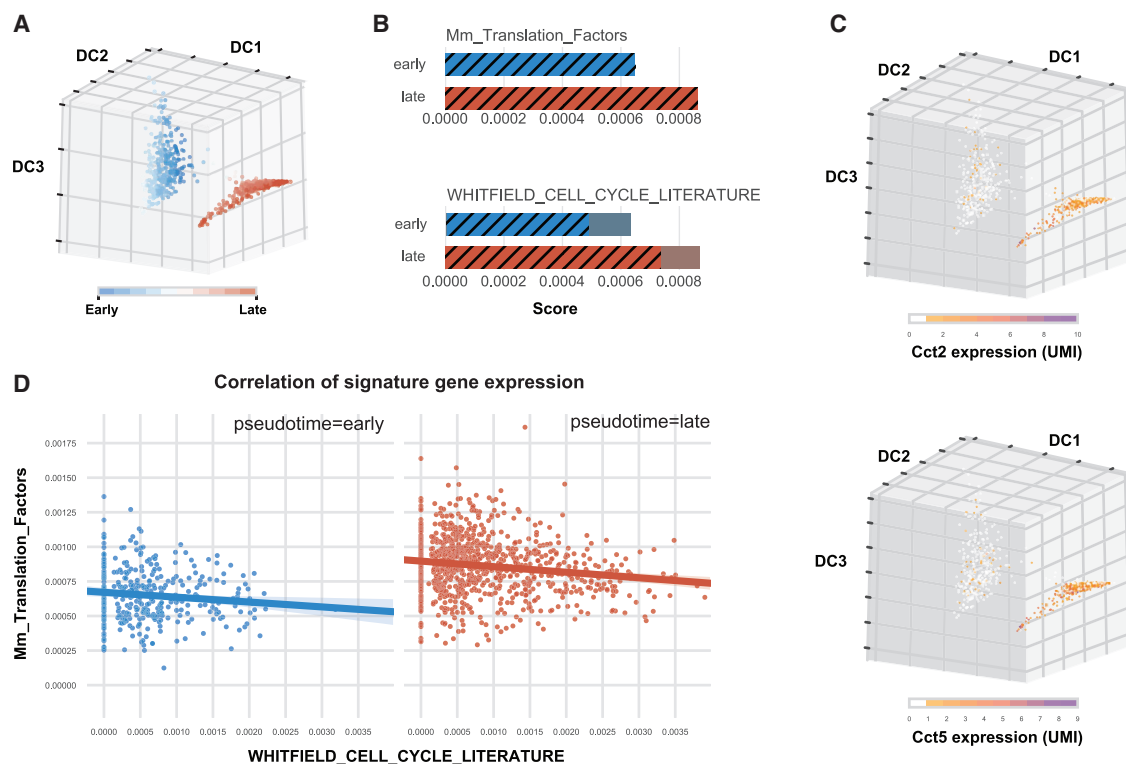 A
DC2
DC1
DC3
Early
Late
B
Mm_Translation_Factors
early
late
0.0000 0.0002 0.0004 0.0006 0.0008
WHITFIELD_CELL_CYCLE_LITERATURE
early
late
0.0000 0.0002 0.0004 0.0006 0.0008
Score
C
DC2
DC1
DC3
0 2 4 6 8 10
Cct2 expression (UMI)
D
Correlation of signature gene expression
pseudotime=early
pseudotime=late
Mm_Translation_Factors
0.00175
0.00150
0.00125
0.00100
0.00075
0.00050
0.00025
0.00000
0.0000 0.0005 0.0010 0.0015 0.0020 0.0025 0.0030 0.0035
0.0000 0.0005 0.0010 0.0015 0.0020 0.0025 0.0030 0.0035
WHITFIELD_CELL_CYCLE_LITERATURE
DC2
DC1
DC3
0 1 2 3 4 5 6 7 8 9
Cct5 expression (UMI)